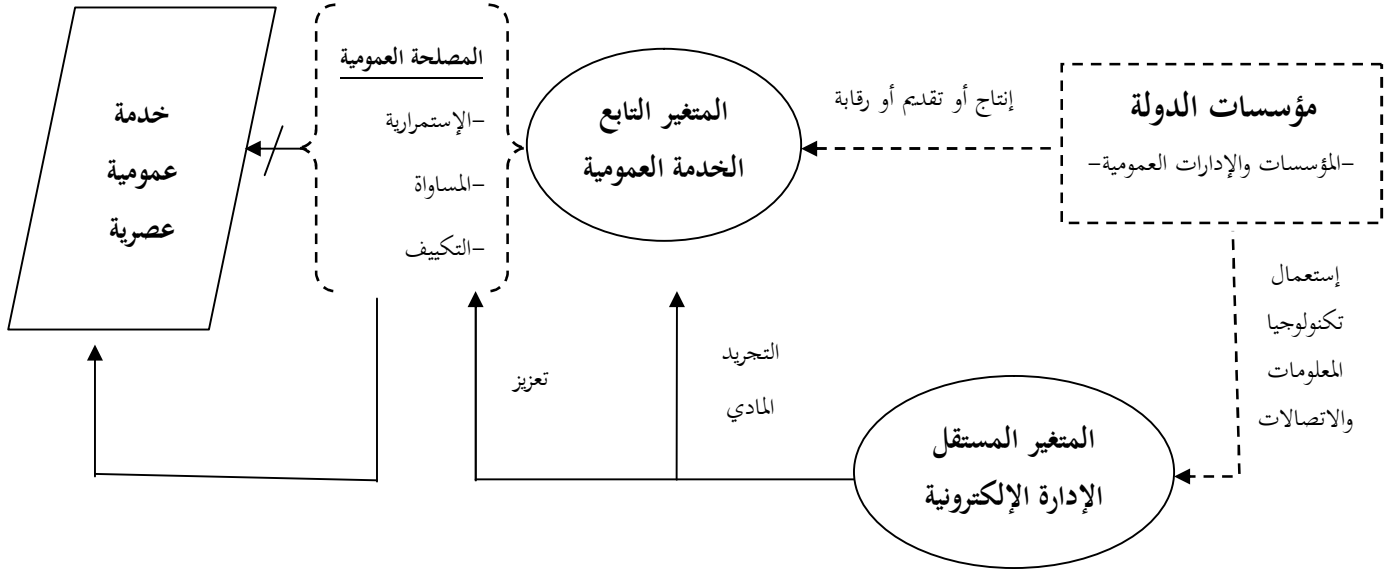 مؤسسات الدولة
-المؤسسات والإدارات العمومية-
إنتاج أو تقديم أو رقابة
المتغير التابع
الخدمة العمومية
المصلحة العمومية
-الإستمرارية
-المساواة
-التكييف
خدمة
عمومية
عصرية
إستعمال
تكنولوجيا
المعلومات
والاتصالات
التجريد
المادي
تعزيز
المتغير المستقل
الإدارة الإلكترونية